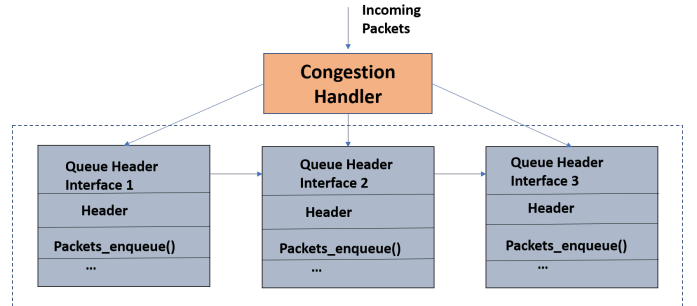 Incoming
Packets
Congestion
Handler
Queue Header
Interface 1
Header
Packets_enqueue()
...
Queue Header
Interface 2
Header
Packets_enqueue()
...
Queue Header
Interface 3
Header
Packets_enqueue()
...